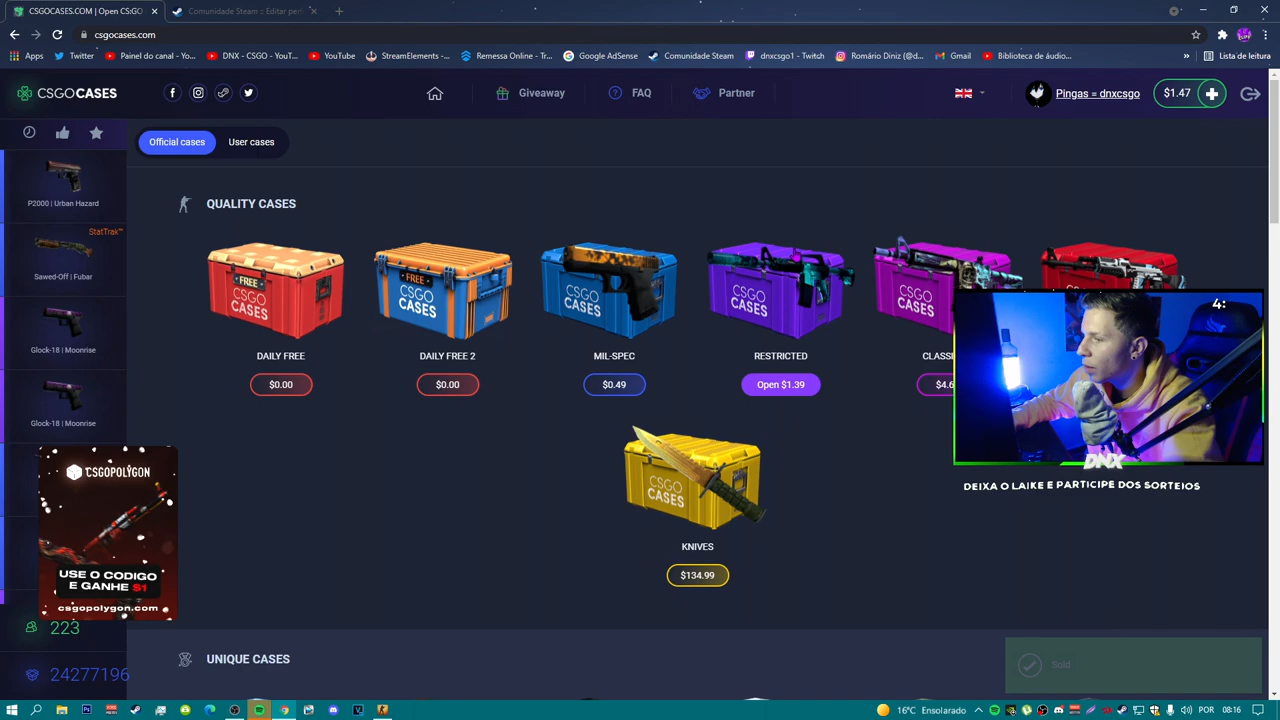 CSGOCASES.COM | Open CS:GO
Comunidade Steam :: Editar perf
csgocases.com
Apps
Twitter
Painel do canal - Yo...
DNX - CSGO - YouT...
YouTube
StreamElements -...
Remessa Online - Tr...
Google AdSense
Comunidade Steam
dnxcsgo1 - Twitch
Romário Diniz (@d...
Gmail
Biblioteca de áudio...
»
Lista de leitura
CSGOCASES
Giveaway
FAQ
Partner
Pingas = dnxcsgo
$1.47
Official cases
User cases
P2000 | Urban Hazard
StatTrak™
Sawed-Off | Fubar
Glock-18 | Moonrise
Glock-18 | Moonrise
QUALITY CASES
FREE
CSGO
CASES
FREE
CSGO
CASES
CSGO
CASES
CSGO
CASES
CSGO
CASES
DAILY FREE
DAILY FREE 2
MIL-SPEC
RESTRICTED
CLASSI
$0.00
$0.00
$0.49
Open $1.39
$4.6
4:
DNX
DEIXA O LAIKE E PARTICIPE DOS SORTEIOS
CSGO
CASES
KNIVES
$134.99
CSGOPOLYGON
USE O CODIGO
E GANHE $1
csgopolygon.com
223
24277196
UNIQUE CASES
Sold
16°C Ensolarado
POR
08:16